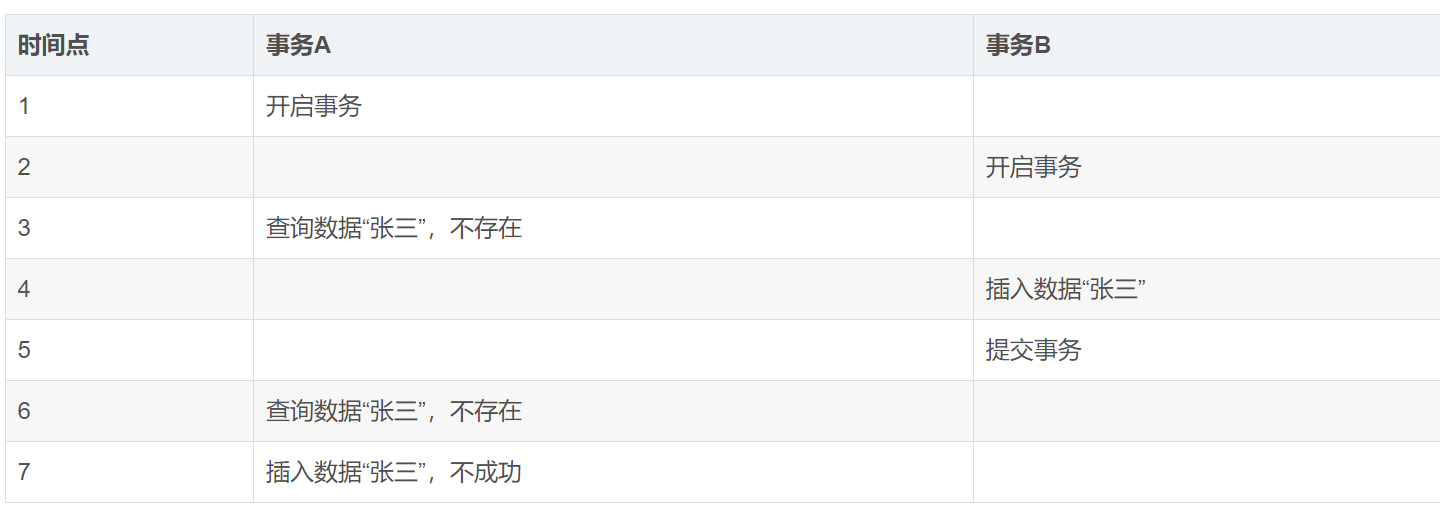 时间点 事务A 事务B
1 开启事务
2 开启事务
3 查询数据“张三”，不存在
4 插入数据“张三”
5 提交事务
6 查询数据“张三”，不存在
7 插入数据“张三”，不成功